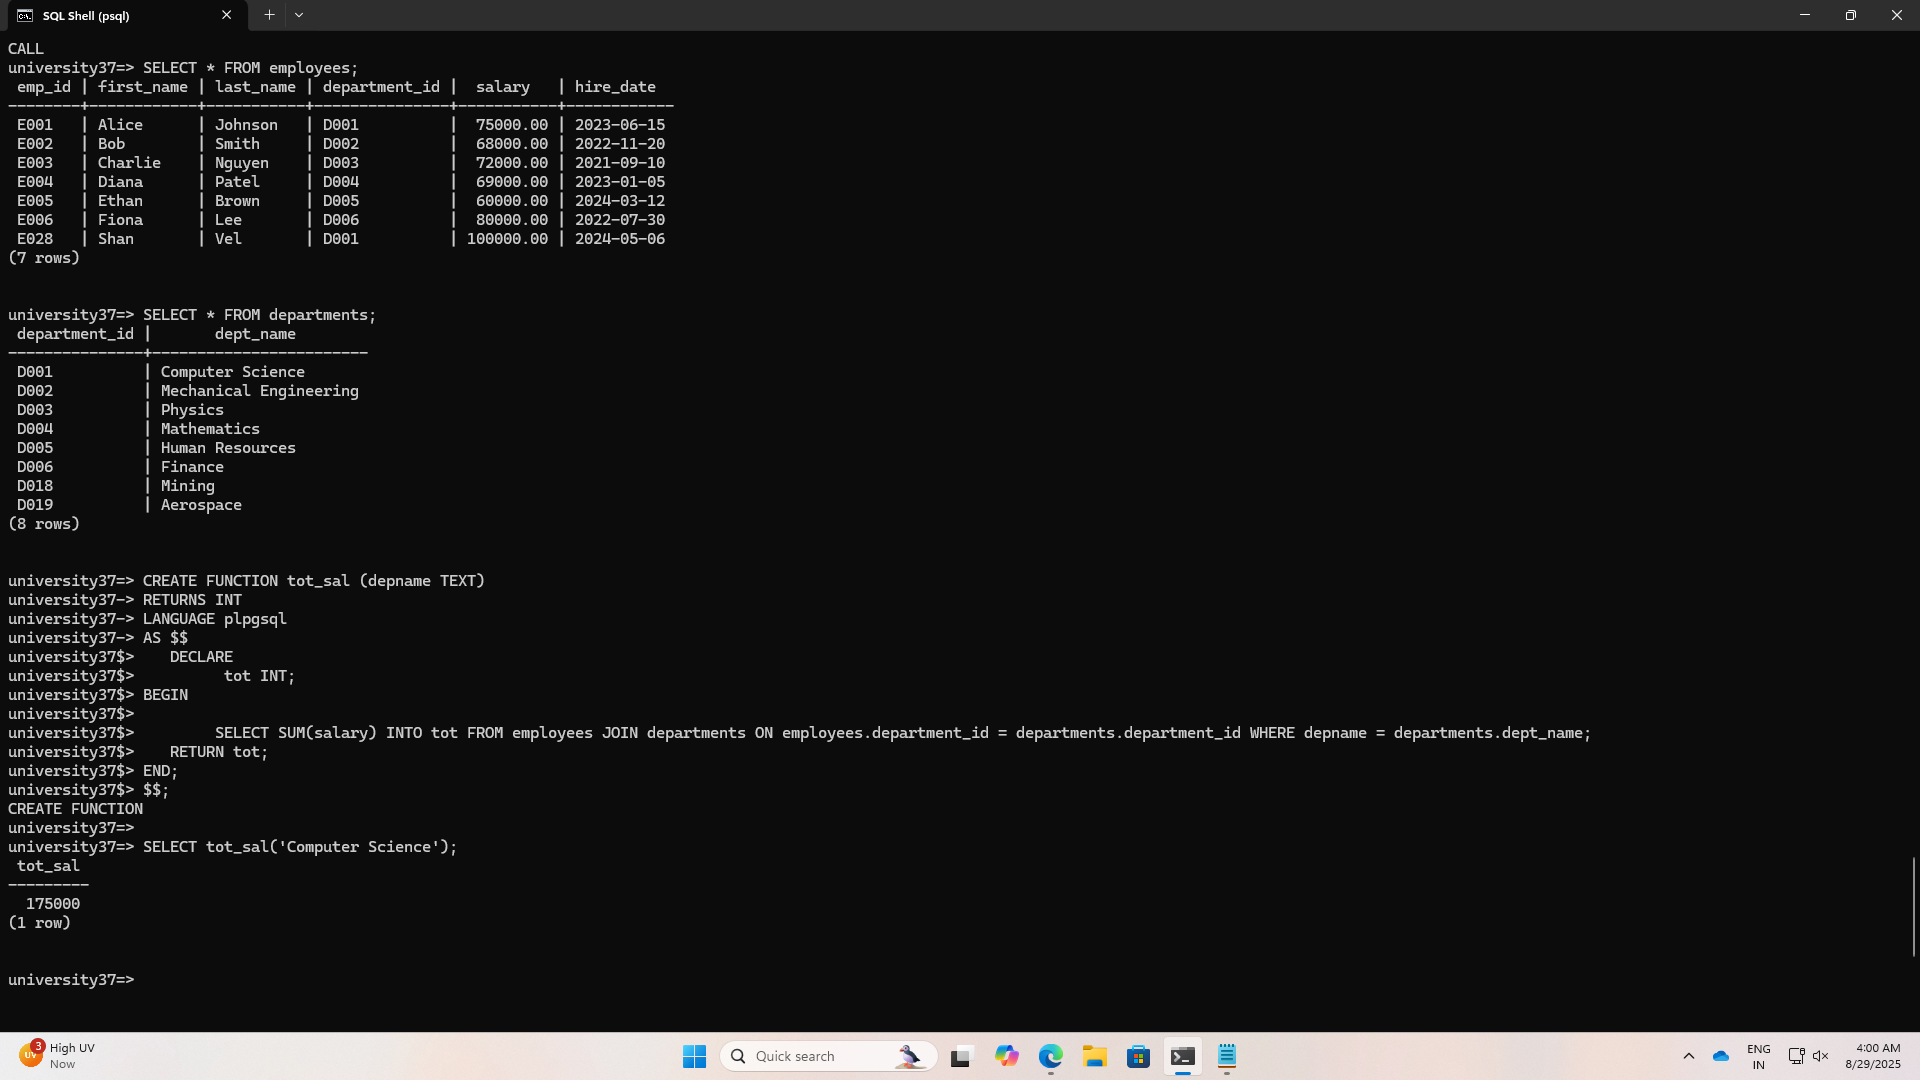 SQL Shell (psql)
CALL
university37=> SELECT * FROM employees;
 emp_id | first_name | last_name | department_id |  salary   | hire_date
--------+------------+-----------+---------------+-----------+------------
 E001   | Alice      | Johnson   | D001          |  75000.00 | 2023-06-15
 E002   | Bob        | Smith     | D002          |  68000.00 | 2022-11-20
 E003   | Charlie    | Nguyen    | D003          |  72000.00 | 2021-09-10
 E004   | Diana      | Patel     | D004          |  69000.00 | 2023-01-05
 E005   | Ethan      | Brown     | D005          |  60000.00 | 2024-03-12
 E006   | Fiona      | Lee       | D006          |  80000.00 | 2022-07-30
 E028   | Shan       | Vel       | D001          | 100000.00 | 2024-05-06
(7 rows)
university37=> SELECT * FROM departments;
 department_id |       dept_name
---------------+------------------------
 D001          | Computer Science
 D002          | Mechanical Engineering
 D003          | Physics
 D004          | Mathematics
 D005          | Human Resources
 D006          | Finance
 D018          | Mining
 D019          | Aerospace
(8 rows)
university37=> CREATE FUNCTION tot_sal (depname TEXT)
university37-> RETURNS INT
university37-> LANGUAGE plpgsql
university37-> AS $$
university37$>    DECLARE
university37$>          tot INT;
university37$> BEGIN
university37$>
university37$>         SELECT SUM(salary) INTO tot FROM employees JOIN departments ON employees.department_id = departments.department_id WHERE depname = departments.dept_name;
university37$>    RETURN tot;
university37$> END;
university37$> $$;
CREATE FUNCTION
university37=>
university37=> SELECT tot_sal('Computer Science');
 tot_sal
---------
  175000
(1 row)
university37=>
UV
3
High UV
Now
Quick search
ENG
IN
4:00 AM
8/29/2025